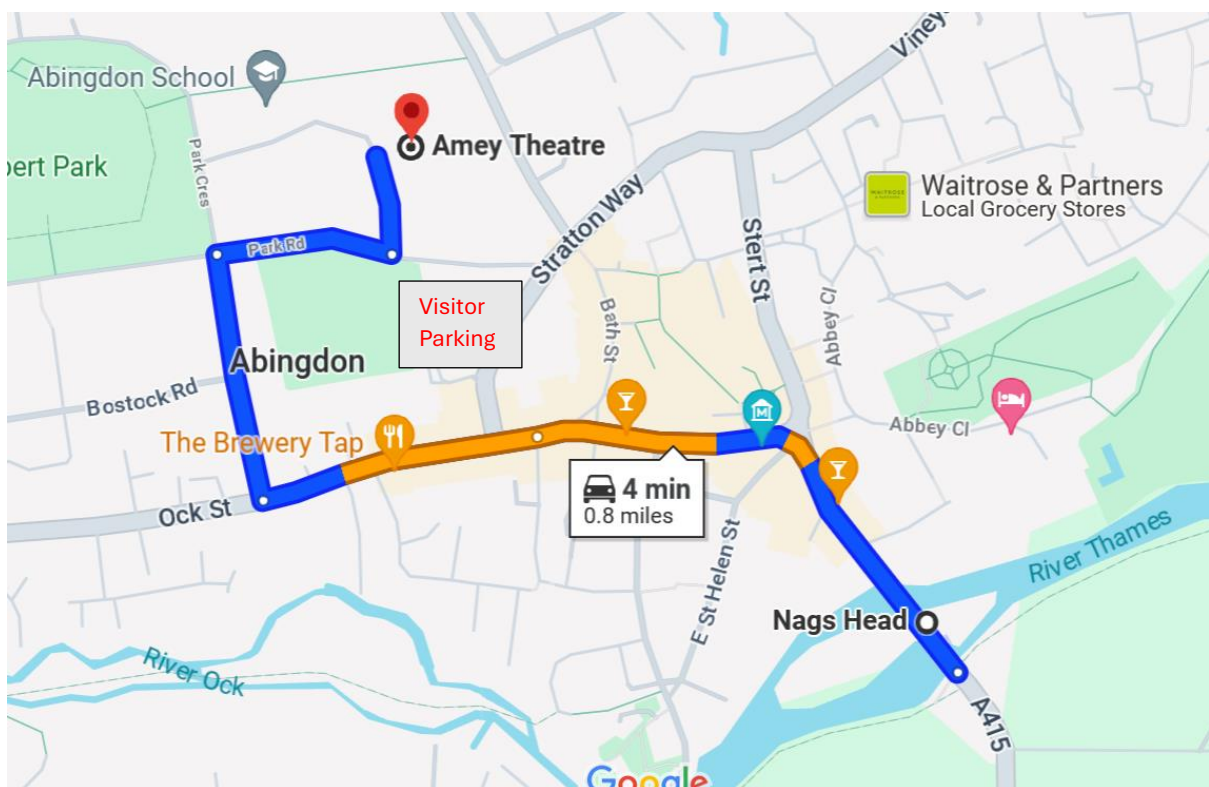 Abingdon School
Viney
Amey Theatre
pert Park
Park Cres
Waitrose & Partners
Local Grocery Stores
WAITROSE
Stratton Way
Stert St
Park Rd
Visitor
Parking
Bath St
Abbey Cl
Abingdon
Bostock Rd
Abbey Cl
The Brewery Tap
M
4 min
0.8 miles
Ock St
River Thames
E St Helen St
Nags Head
River Ock
A415
Google